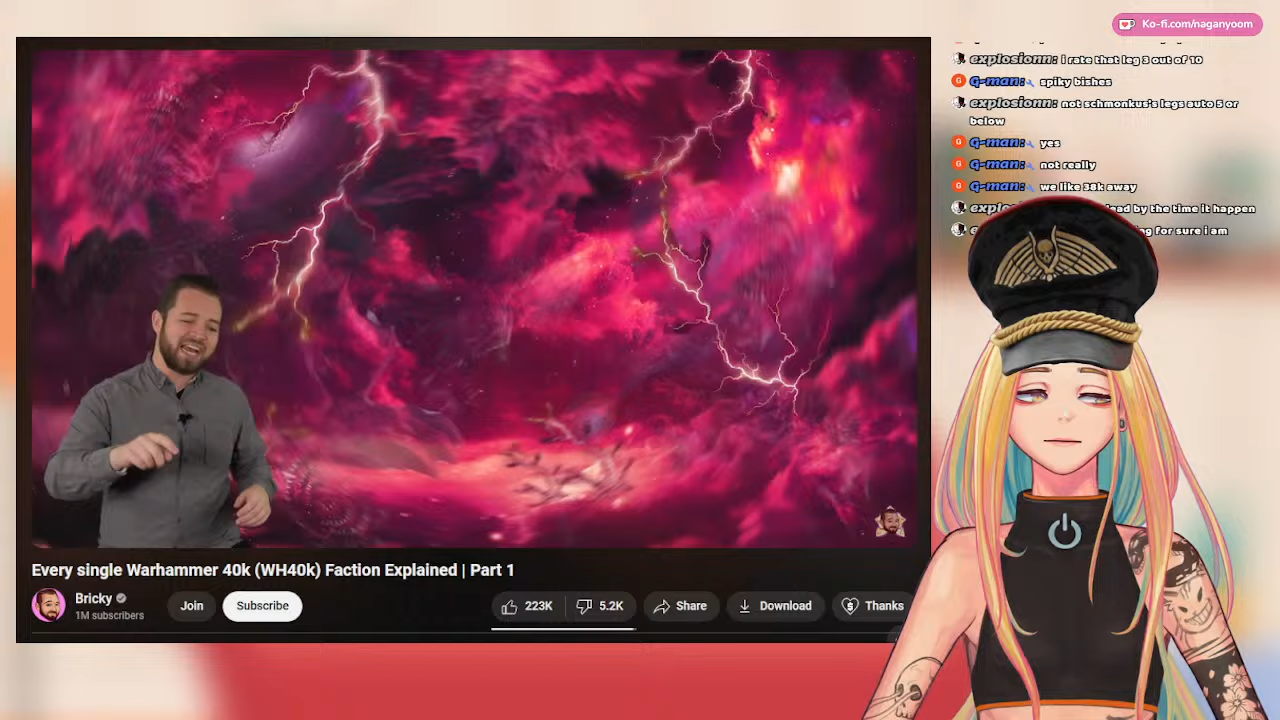 Ko-fi.com/naganyoom
explosionn: i rate that leg 3 out of 10
G-man: spiky bishes
explosionn: not schmonkus's legs auto 5 or
below
G-man: yes
G-man: not really
G-man: we like 38k away
by the time it happen
for sure i am
Every single Warhammer 40k (WH40k) Faction Explained | Part 1
Bricky
1M subscribers
Join
Subscribe
223K
5.2K
Share
Download
Thanks